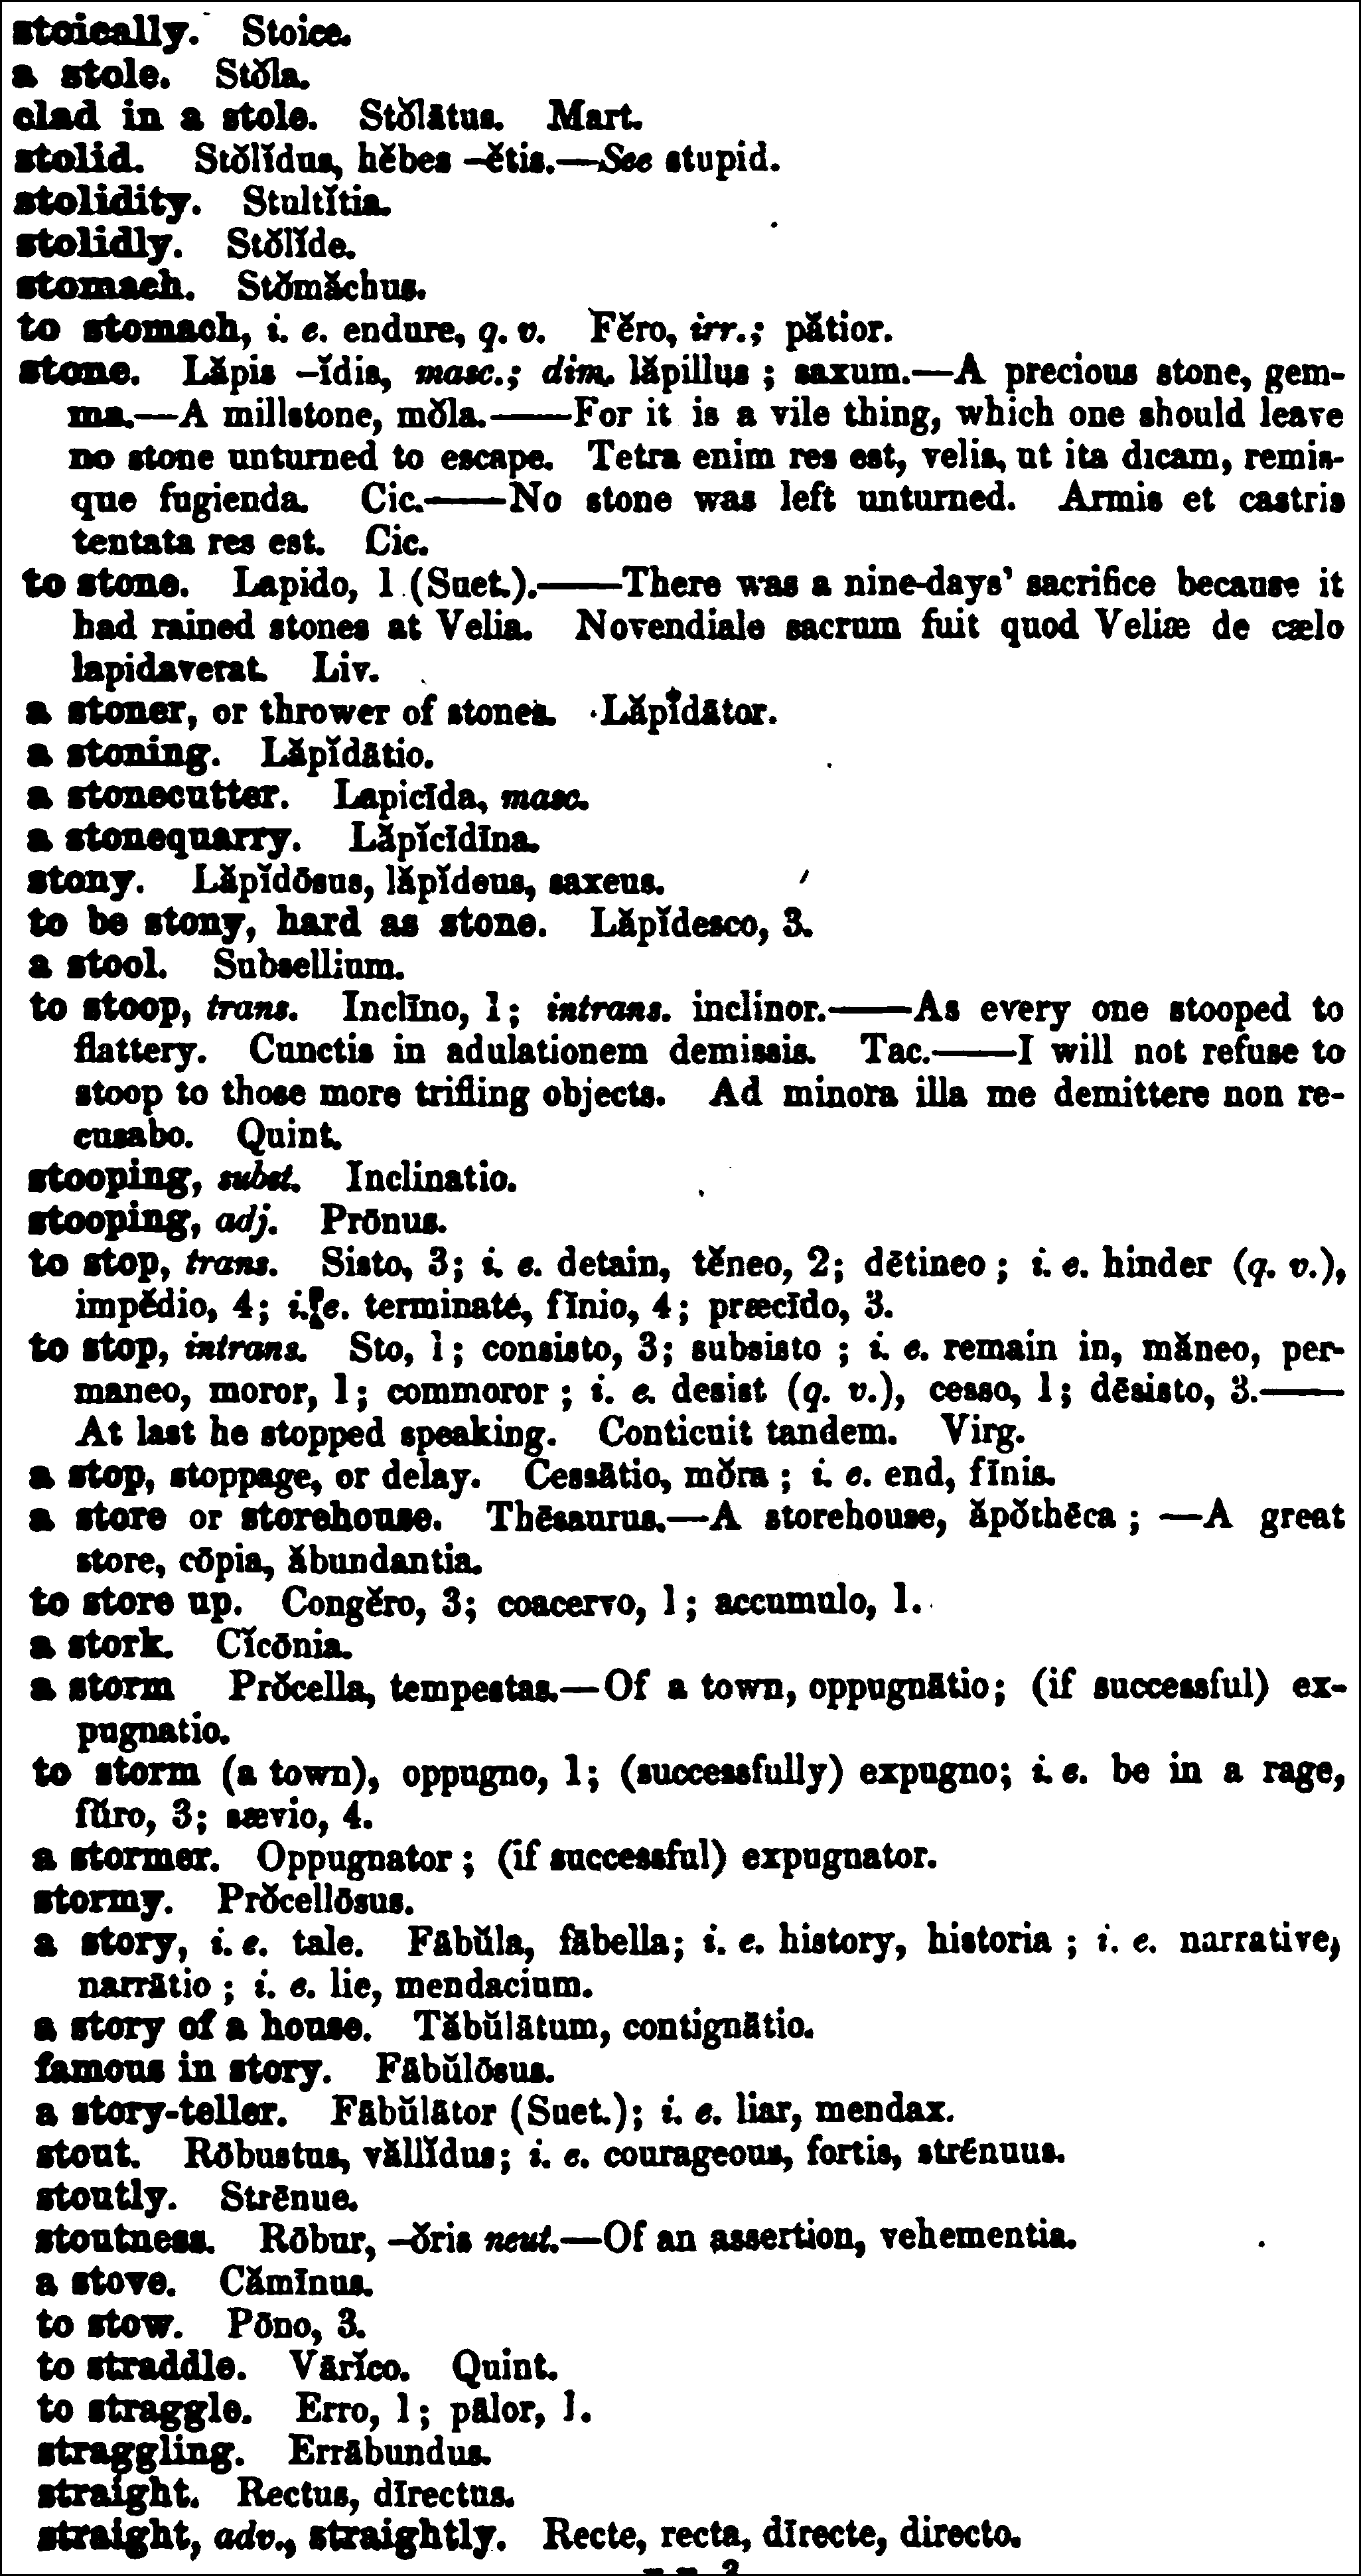 stoically. Stoice.
a stole. Stŏla.
clad in a stole. Stŏlātus. Mart.
stolid. Stŏlĭdus, hĕbes –ĕtis.—See stupid.
stolidity. Stultĭtia.
stolidly. Stŏlĭde.
stomach. Stŏmăchus.
to stomach, i. e. endure, q. v. Fĕro, irr.; pătior.
stone. Lăpis –ĭdis, masc.; dim. lăpillus ; saxum.—A precious stone, gem-
ma.—A millstone, mŏla.——For it is a vile thing, which one should leave
no stone unturned to escape. Tetra enim res est, velis, ut ita dicam, remis-
que fugienda. Cic.——No stone was left unturned. Armis et castris
tentata res est. Cic.
to stone. Lapido, 1 (Suet.).——There was a nine-days’ sacrifice because it
had rained stones at Velia. Novendiale sacrum fuit quod Veliæ de cælo
lapidaverat. Liv.
a stoner, or thrower of stones. Lăpĭdātor.
a stoning. Lăpĭdātio.
a stonecutter. Lapicīda, masc.
a stonequarry. Lăpĭcīdīna.
stony. Lăpĭdōsus, lăpĭdeus, saxeus.
to be stony, hard as stone. Lăpĭdesco, 3.
a stool. Subsellium.
to stoop, trans. Inclīno, 1; intrans. inclinor.——As every one stooped to
flattery. Cunctis in adulationem demissis. Tac.——I will not refuse to
stoop to those more trifling objects. Ad minora illa me demittere non re-
cusabo. Quint.
stooping, subst. Inclinatio.
stooping, adj. Prōnus.
to stop, trans. Sisto, 3; i. e. detain, tĕneo, 2; dētineo ; i. e. hinder (q. v.),
impĕdio, 4; i. e. terminate, fīnio, 4; præcīdo, 3.
to stop, intrans. Sto, 1; consisto, 3; subsisto ; i. e. remain in, măneo, per-
maneo, moror, 1; commoror ; i. e. desist (q. v.), cesso, 1; dēsisto, 3.——
At last he stopped speaking. Conticuit tandem. Virg.
a stop, stoppage, or delay. Cessātio, mŏra ; i. e. end, fīnis.
a store or storehouse. Thēsaurus.—A storehouse, ăpŏthēca ; —A great
store, cōpia, ăbundantia.
to store up. Congĕro, 3; coacervo, 1; accumulo, 1.
a stork. Cĭcōnia.
a storm Prŏcella, tempestas.—Of a town, oppugnātio; (if successful) ex-
pugnatio.
to storm (a town), oppugno, 1; (successfully) expugno; i. e. be in a rage,
fŭro, 3; sævio, 4.
a stormer. Oppugnator ; (if successful) expugnator.
stormy. Prŏcellōsus.
a story, i. e. tale. Fābŭla, fābella; i. e. history, historia ; i. e. narrative,
narrātio ; i. e. lie, mendacium.
a story of a house. Tăbŭlātum, contignātio.
famous in story. Fābŭlōsus.
a story-teller. Fābŭlātor (Suet.); i. e. liar, mendax.
stout. Rōbustus, vălĭdus; i. e. courageous, fortis, strēnuus.
stoutly. Strēnue.
stoutness. Rōbur, –ŏris neut.—Of an assertion, vehementia.
a stove. Cămīnus.
to stow. Pōno, 3.
to straddle. Vārĭco. Quint.
to straggle. Erro, 1; pālor, 1.
straggling. Errābundus.
straight. Rectus, dīrectus.
straight, adv., straightly. Recte, recta, dīrecte, directo.